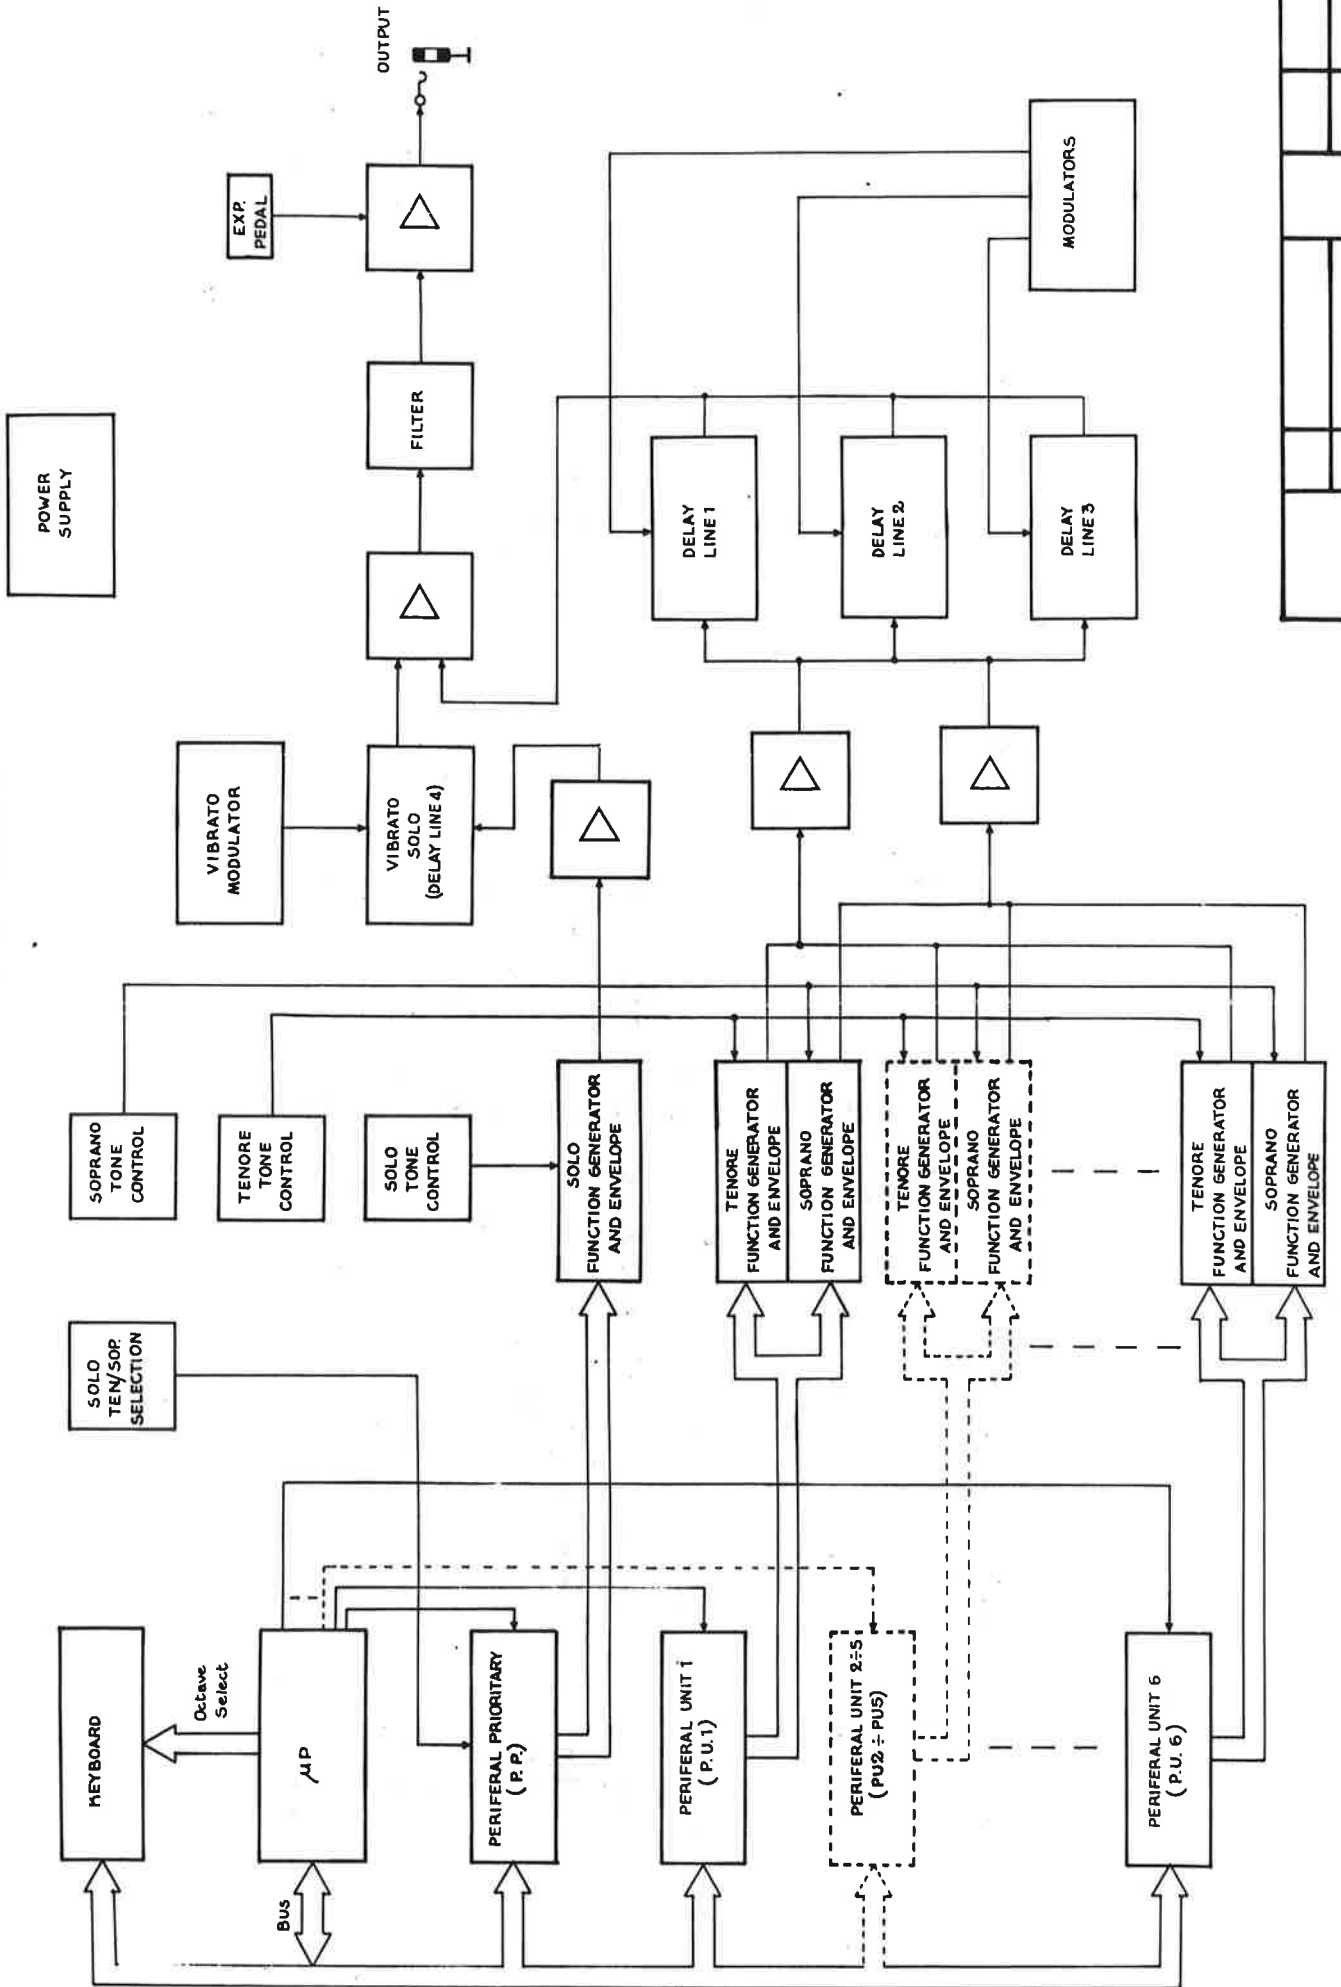 KEYBOARD
Octave
Select
BUS
µP
PERIFERAL PRIORITARY
( P. P.)
PERIFERAL UNIT 1
( P.U.1)
PERIFERAL UNIT 2÷5
( PU2 ÷ PU5)
PERIFERAL UNIT 6
(P.U. 6)
SOLO
TEN/SOP.
SELECTION
SOPRANO
TONE
CONTROL
TENORE
TONE
CONTROL
SOLO
TONE
CONTROL
SOLO
FUNCTION GENERATOR
AND ENVELOPE
TENORE
FUNCTION GENERATOR
AND ENVELOPE
SOPRANO
FUNCTION GENERATOR
AND ENVELOPE
TENORE
FUNCTION GENERATOR
AND ENVELOPE
SOPRANO
FUNCTION GENERATOR
AND ENVELOPE
TENORE
FUNCTION GENERATOR
AND ENVELOPE
SOPRANO
FUNCTION GENERATOR
AND ENVELOPE
VIBRATO
MODULATOR
VIBRATO
SOLO
(DELAY LINE 4)
POWER
SUPPLY
FILTER
DELAY
LINE 1
DELAY
LINE 2
DELAY
LINE 3
EXP.
PEDAL
OUTPUT
MODULATORS